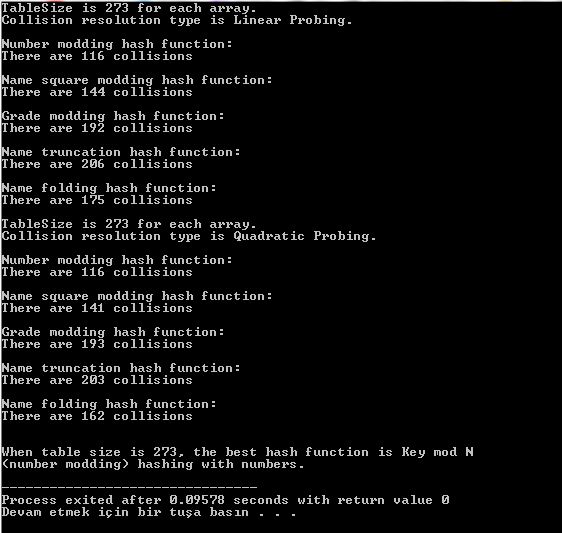 TableSize is 273 for each array.
Collision resolution type is Linear Probing.
Number modding hash function:
There are 116 collisions
Name square modding hash function:
There are 144 collisions
Grade modding hash function:
There are 192 collisions
Name truncation hash function:
There are 206 collisions
Name folding hash function:
There are 175 collisions
TableSize is 273 for each array.
Collision resolution type is Quadratic Probing.
Number modding hash function:
There are 116 collisions
Name square modding hash function:
There are 141 collisions
Grade modding hash function:
There are 193 collisions
Name truncation hash function:
There are 203 collisions
Name folding hash function:
There are 162 collisions
When table size is 273, the best hash function is Key mod N
(number modding) hashing with numbers.
--------------------------------
Process exited after 0.09578 seconds with return value 0
Devam etmek için bir tuşa basın . . .